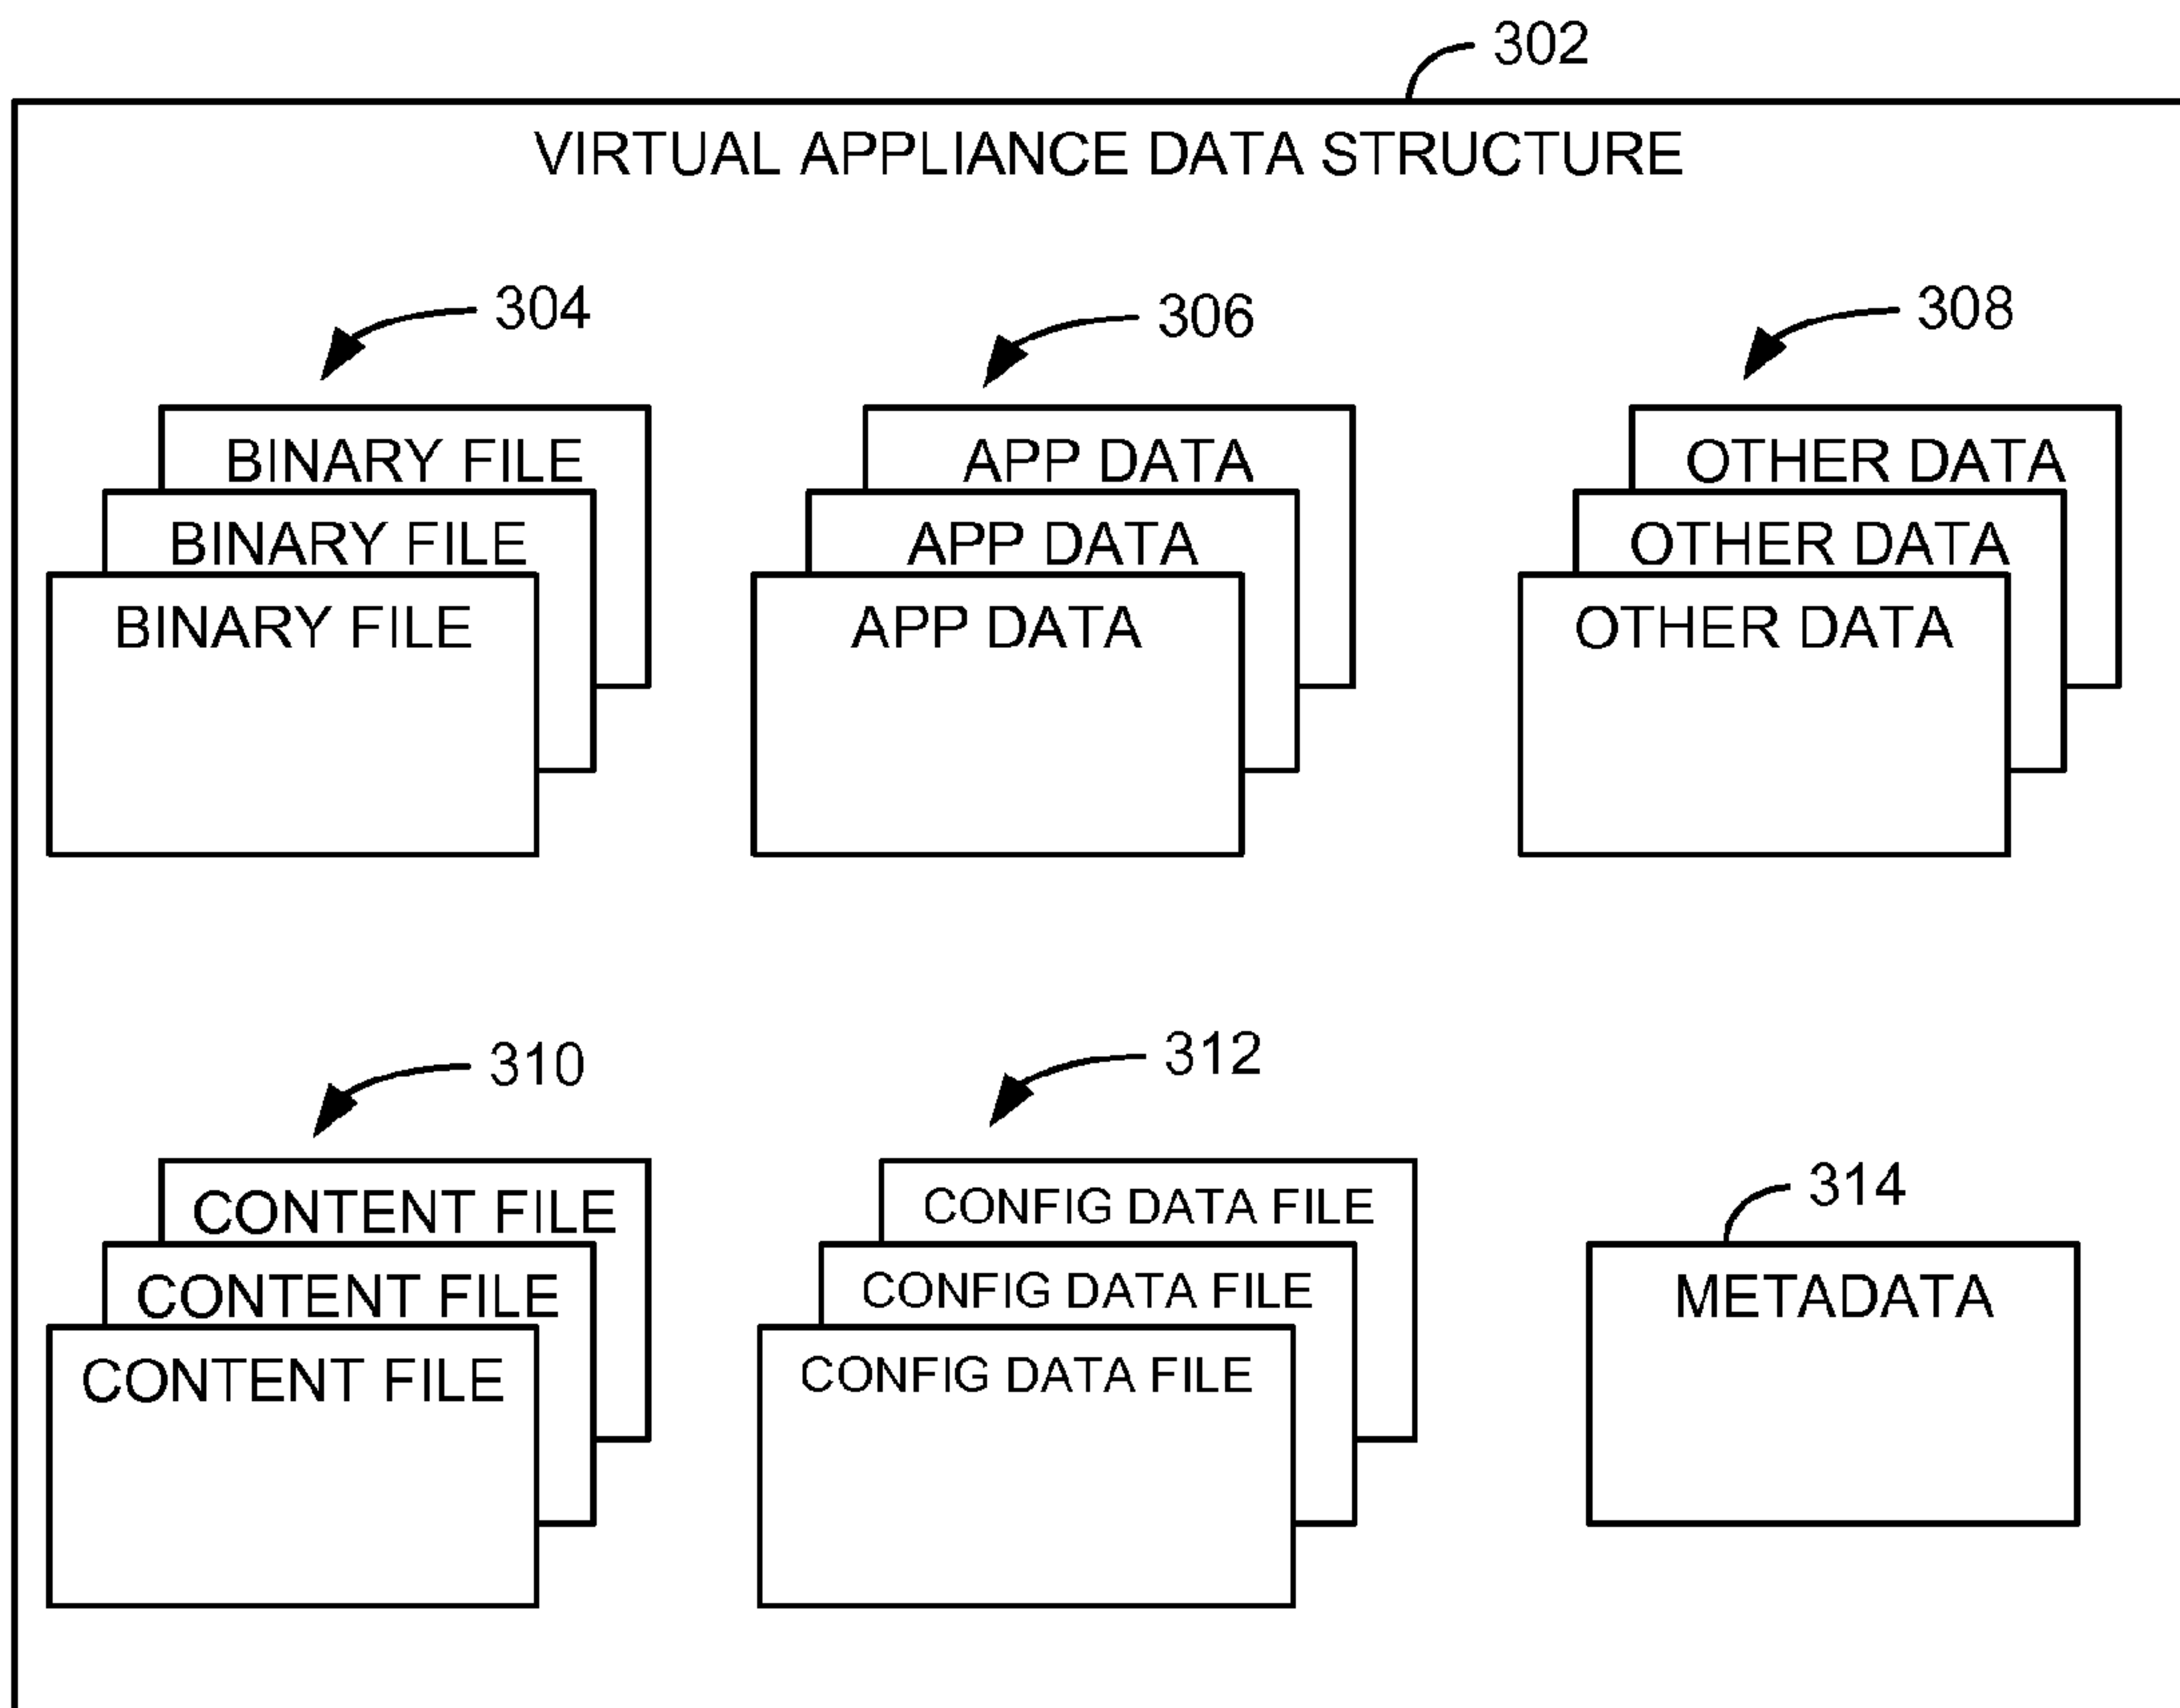 302
VIRTUAL APPLIANCE DATA STRUCTURE
304
306
308
BINARY FILE
BINARY FILE
BINARY FILE
APP DATA
APP DATA
APP DATA
OTHER DATA
OTHER DATA
OTHER DATA
310
312
314
CONTENT FILE
CONTENT FILE
CONTENT FILE
CONFIG DATA FILE
CONFIG DATA FILE
CONFIG DATA FILE
METADATA